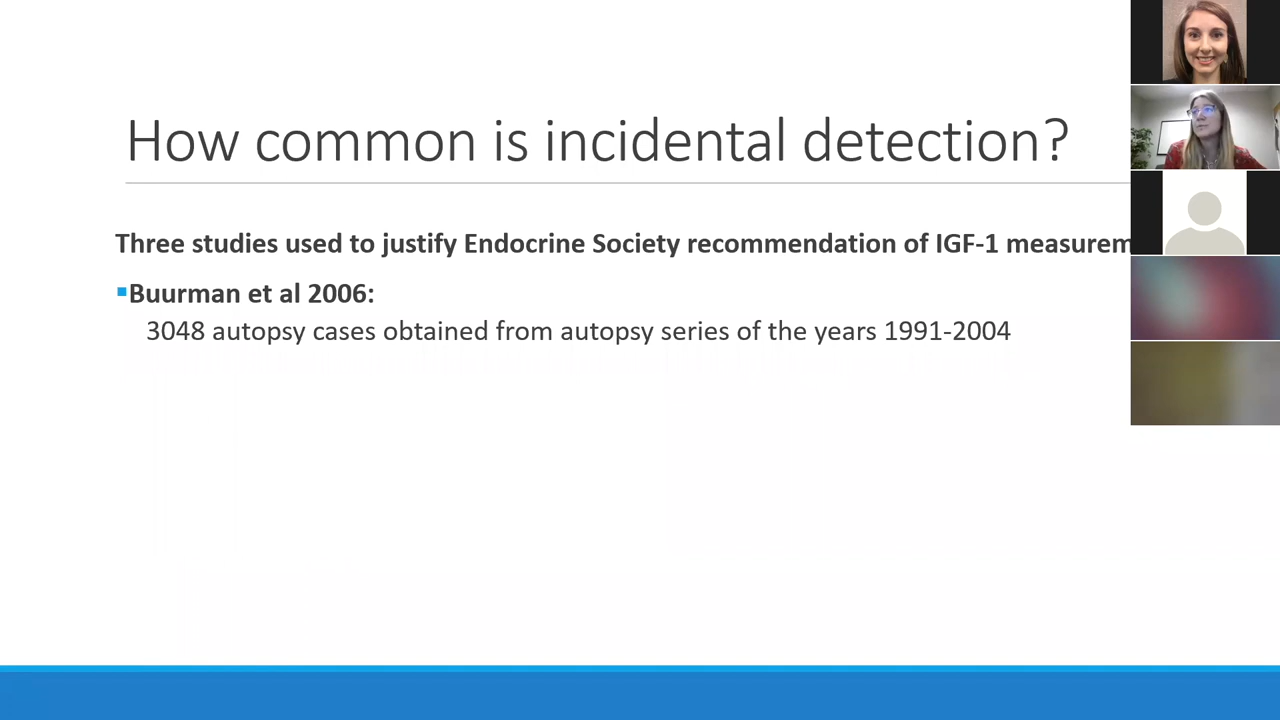 How common is incidental detection?
Three studies used to justify Endocrine Society recommendation of IGF-1 measurem
Buurman et al 2006:
3048 autopsy cases obtained from autopsy series of the years 1991-2004